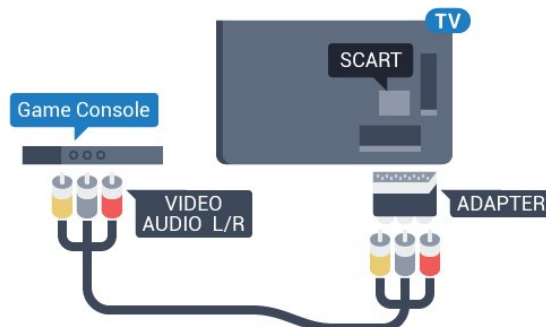 TV
SCART
Game Console
VIDEO
AUDIO L/R
ADAPTER